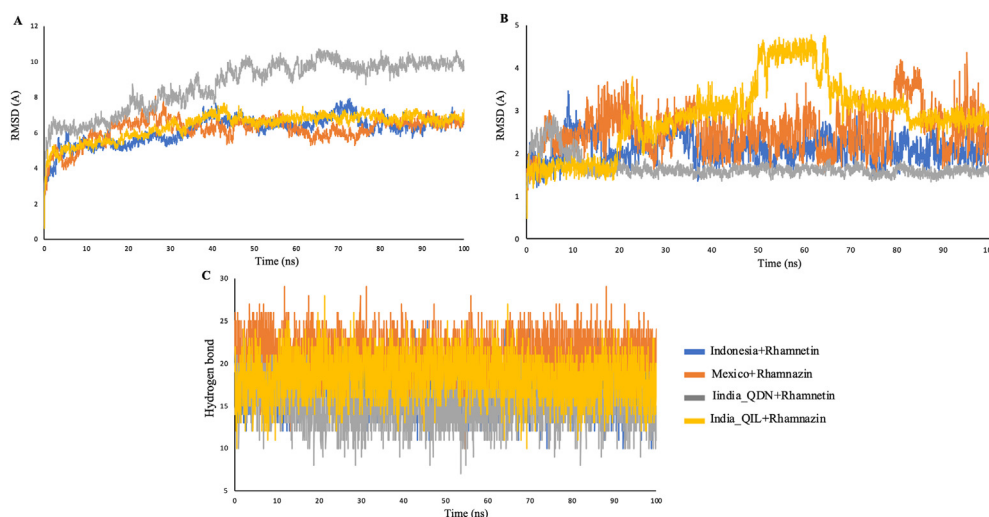 A
12
10
8
6
4
2
0
RMSD (A)
0 10 20 30 40 50 60 70 80 90 100
Time (ns)
B
5
4
3
2
1
0
RMSD (A)
0 10 20 30 40 50 60 70 80 90 100
Time (ns)
C
30
25
20
15
10
5
Hydrogen bond
0 10 20 30 40 50 60 70 80 90 100
Time (ns)
Indonesia+Rhamnetin
Mexico+Rhamnazin
Iindia_QDN+Rhamnetin
India_QIL+Rhamnazin